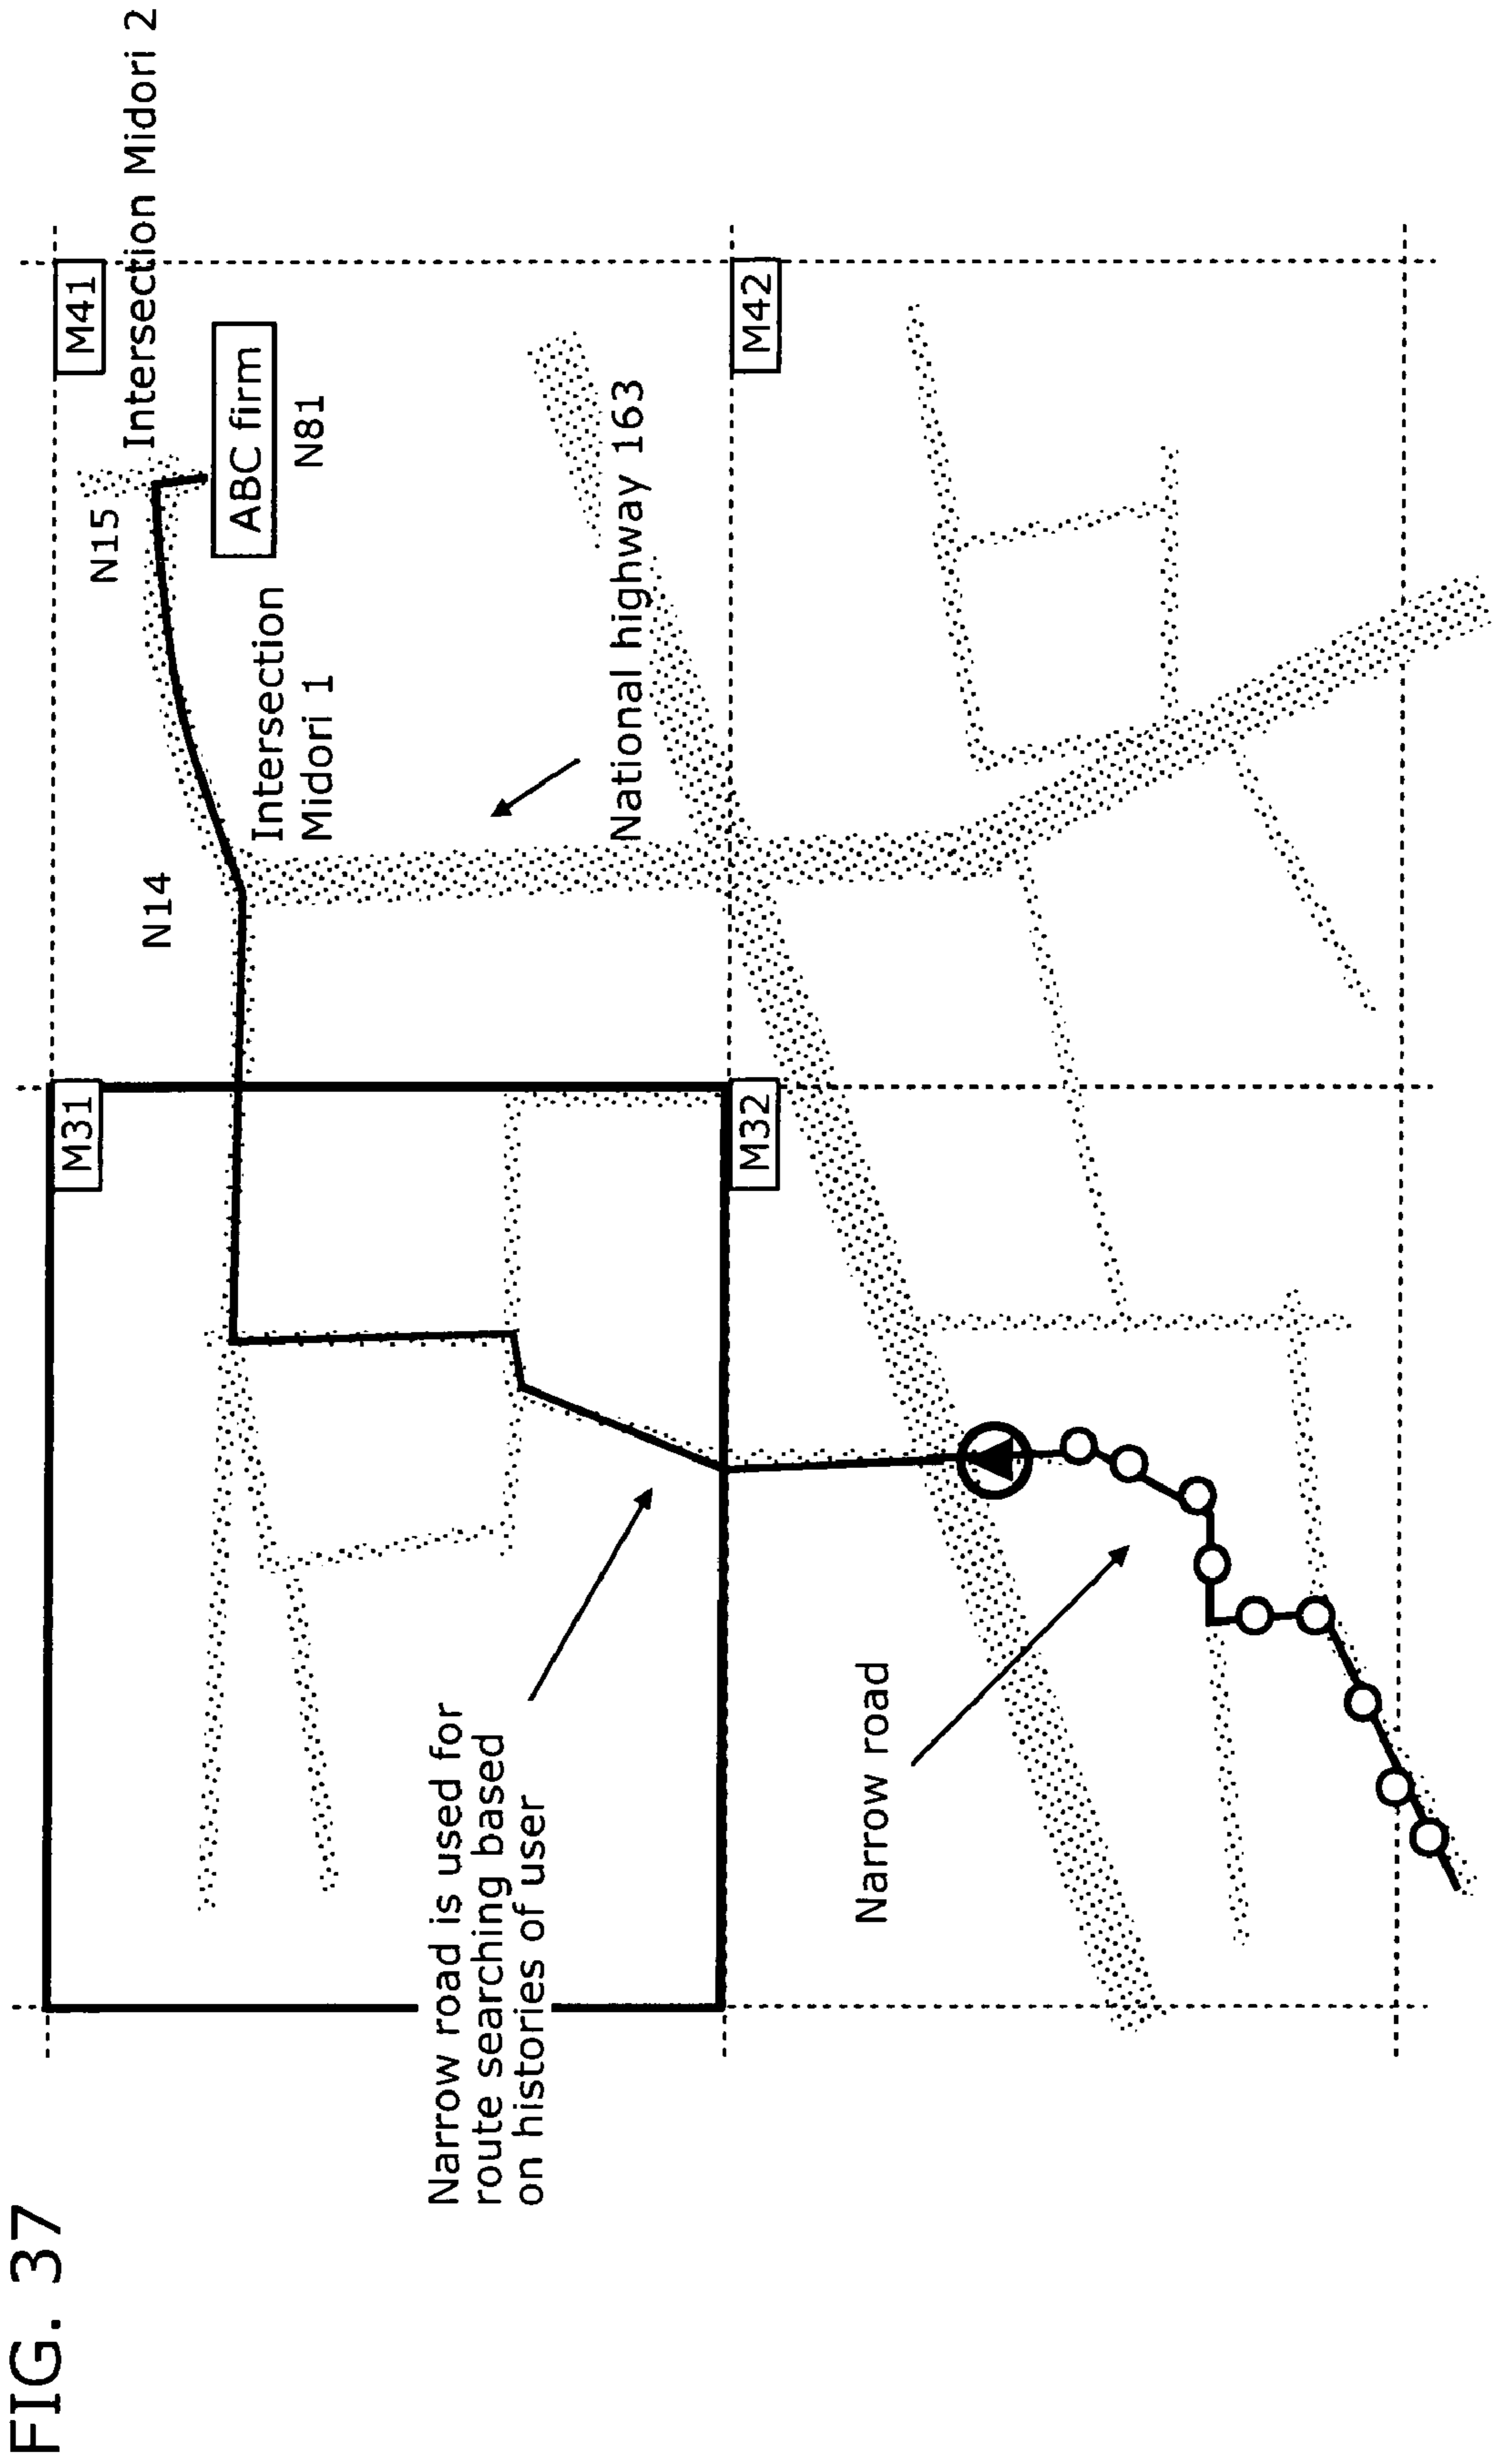 FIG. 37
M31
M41
N15
Intersection Midori 2
N14
ABC firm
N81
Intersection
Midori 1
Narrow road is used for
route searching based
on histories of user
National highway 163
M32
M42
Narrow road